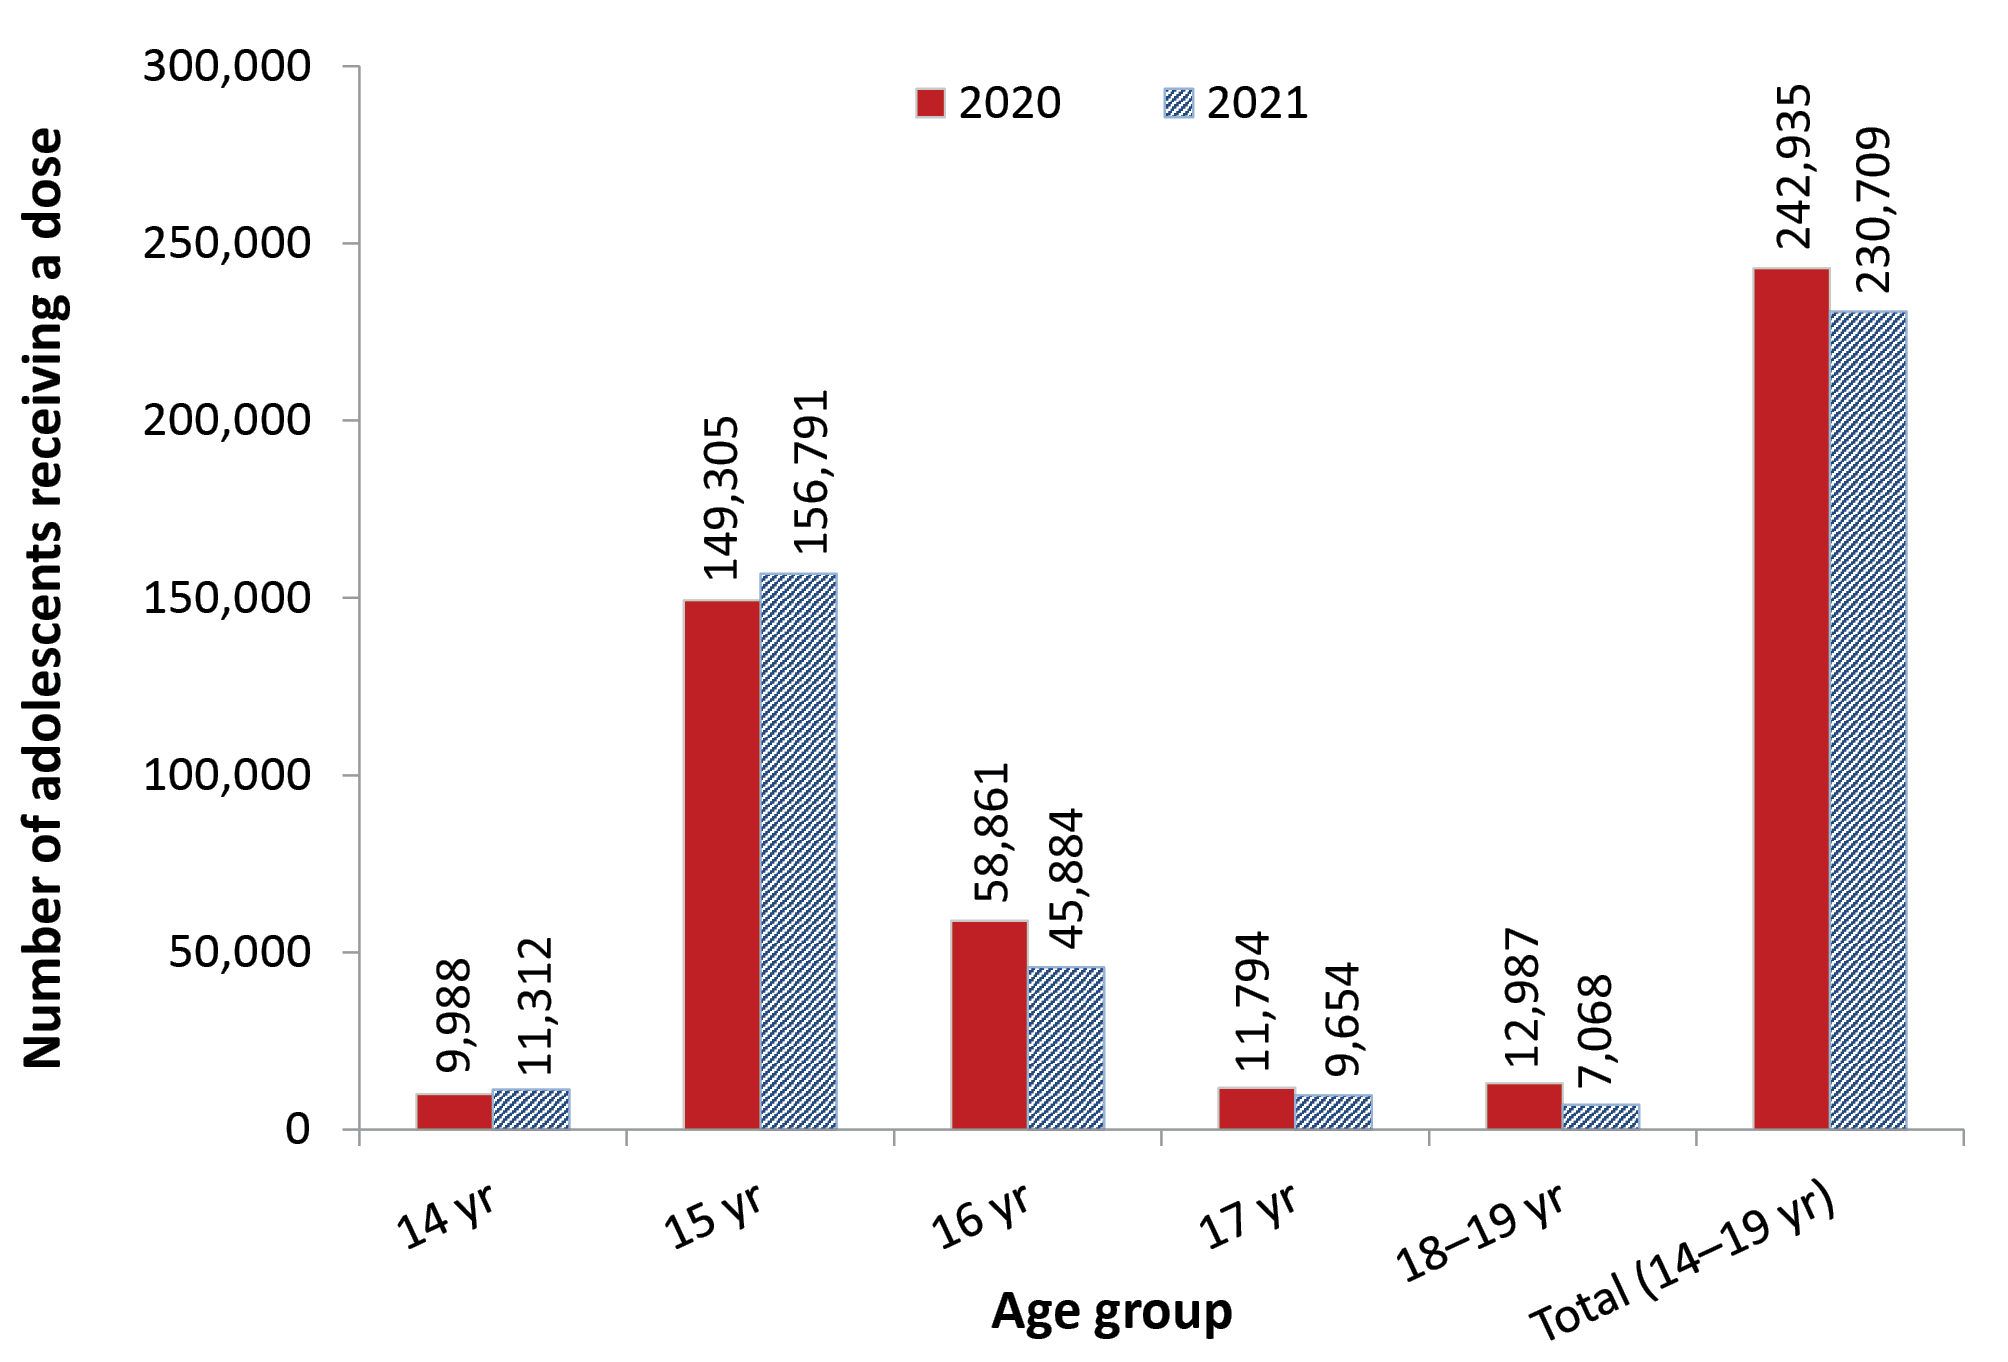 Number of adolescents receiving a dose
300,000
250,000
200,000
150,000
100,000
50,000
0
2020
2021
9,988
11,312
149,305
156,791
58,861
45,884
11,794
9,654
12,987
7,068
242,935
230,709
14 yr
15 yr
16 yr
17 yr
18–19 yr
Total (14–19 yr)
Age group